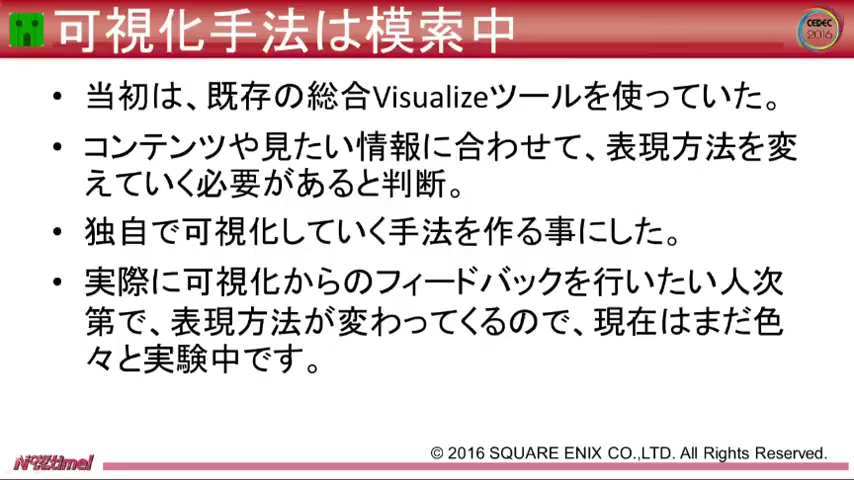 可視化手法は模索中
CEDEC
2016
• 当初は、既存の総合Visualizeツールを使っていた。
• コンテンツや見たい情報に合わせて、表現方法を変
えていく必要があると判断。
• 独自で可視化していく手法を作る事にした。
• 実際に可視化からのフィードバックを行いたい人次
第で、表現方法が変わってくるので、現在はまだ色
々と実験中です。
© 2016 SQUARE ENIX CO.,LTD. All Rights Reserved.